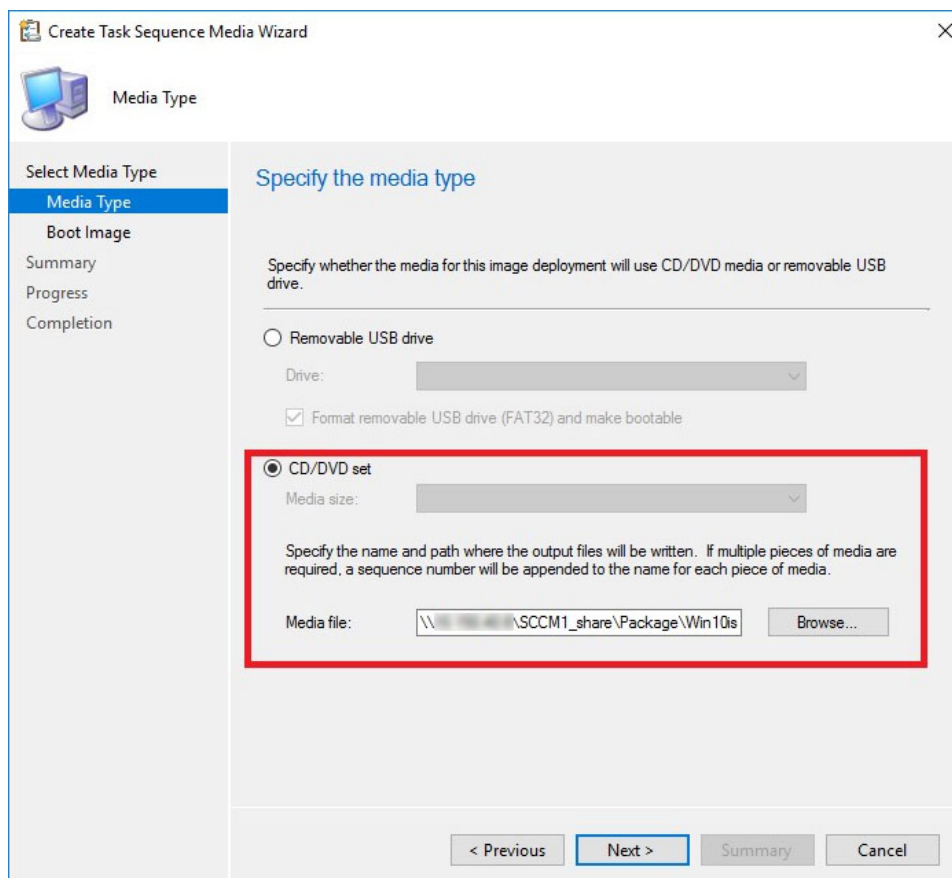 Create Task Sequence Media Wizard
Media Type
Select Media Type
Media Type
Boot Image
Summary
Progress
Completion
Specify the media type
Specify whether the media for this image deployment will use CD/DVD media or removable USB
drive.
Removable USB drive
Drive:
Format removable USB drive (FAT32) and make bootable
CD/DVD set
Media size:
Specify the name and path where the output files will be written. If multiple pieces of media are
required, a sequence number will be appended to the name for each piece of media.
Media file: \\ \SCCM1_share\Package\Win10is Browse...
< Previous Next > Summary Cancel